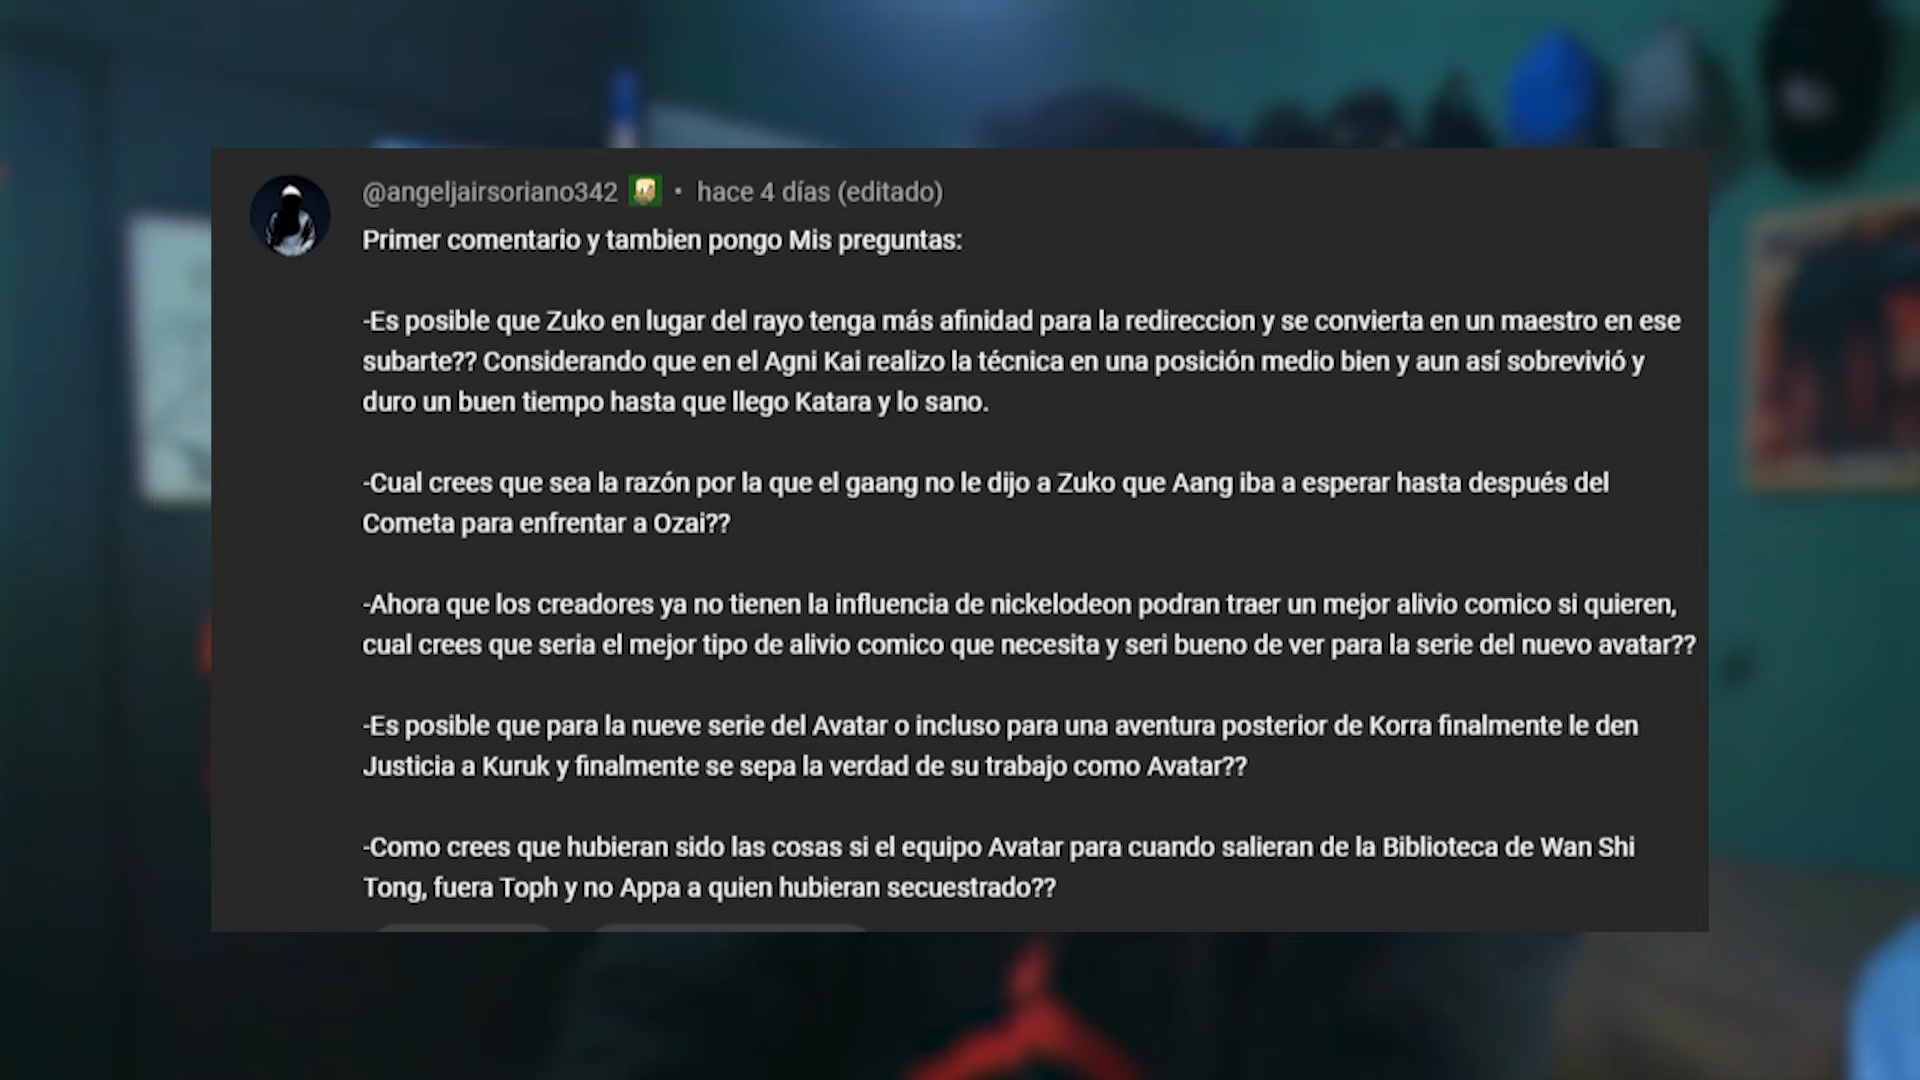 @angeljairsoriano342 • hace 4 días (editado)
Primer comentario y tambien pongo Mis preguntas:
-Es posible que Zuko en lugar del rayo tenga más afinidad para la redireccion y se convierta en un maestro en ese
subarte?? Considerando que en el Agni Kai realizo la técnica en una posición medio bien y aun así sobrevivió y
duro un buen tiempo hasta que llego Katara y lo sano.
-Cual crees que sea la razón por la que el gaang no le dijo a Zuko que Aang iba a esperar hasta después del
Cometa para enfrentar a Ozai??
-Ahora que los creadores ya no tienen la influencia de nickelodeon podran traer un mejor alivio comico si quieren,
cual crees que seria el mejor tipo de alivio comico que necesita y seri bueno de ver para la serie del nuevo avatar??
-Es posible que para la nueve serie del Avatar o incluso para una aventura posterior de Korra finalmente le den
Justicia a Kuruk y finalmente se sepa la verdad de su trabajo como Avatar??
-Como crees que hubieran sido las cosas si el equipo Avatar para cuando salieran de la Biblioteca de Wan Shi
Tong, fuera Toph y no Appa a quien hubieran secuestrado??